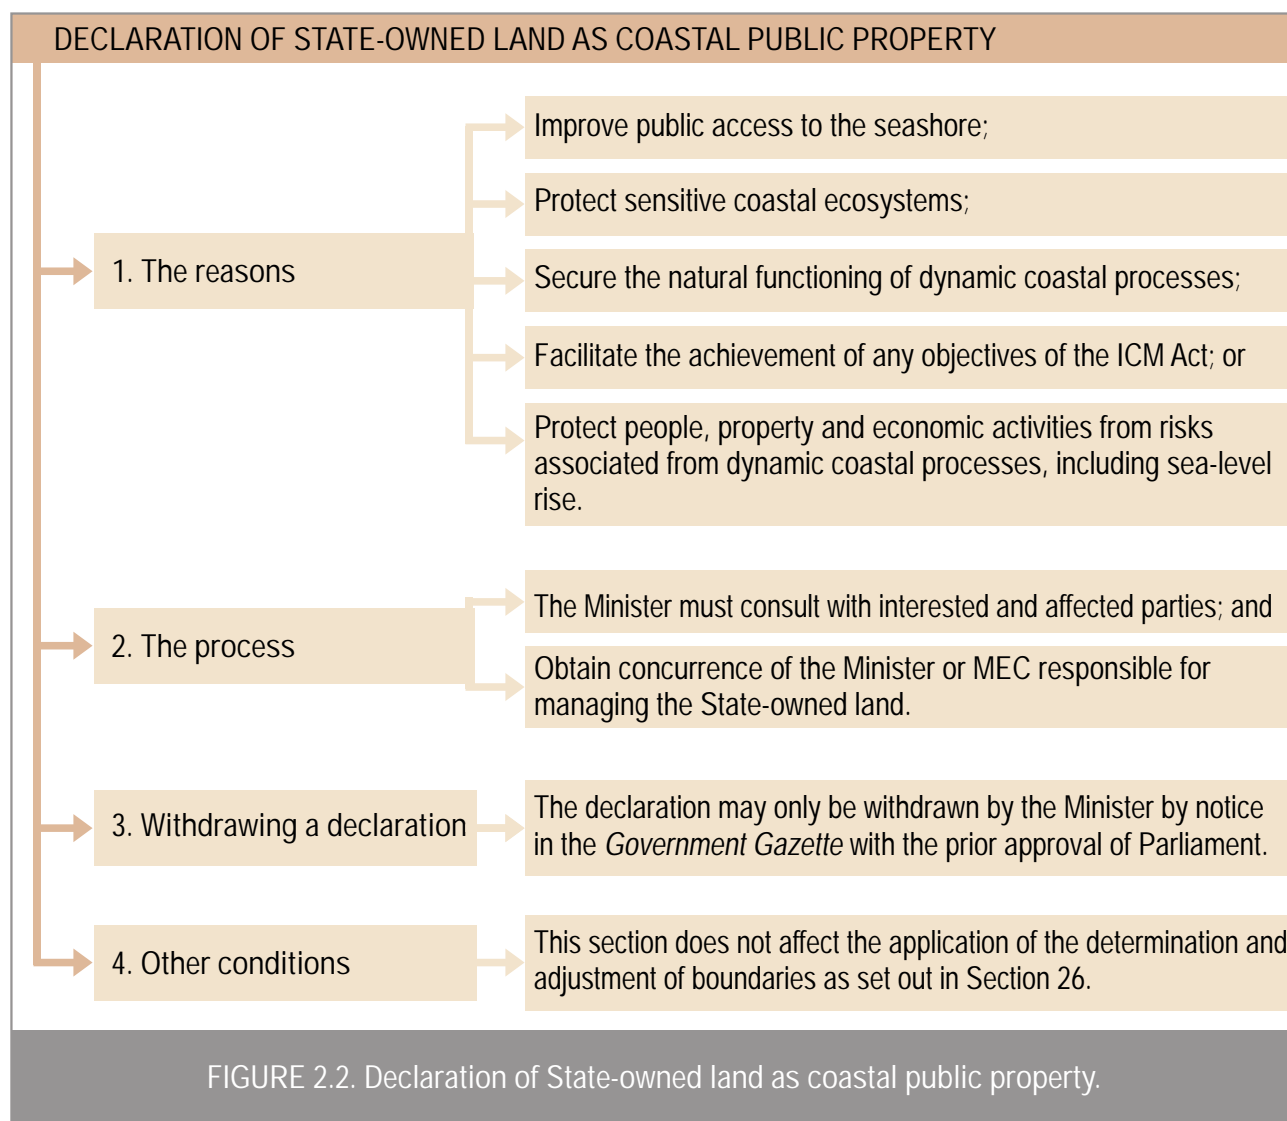 DECLARATION OF STATE-OWNED LAND AS COASTAL PUBLIC PROPERTY
1. The reasons
Improve public access to the seashore;
Protect sensitive coastal ecosystems;
Secure the natural functioning of dynamic coastal processes;
Facilitate the achievement of any objectives of the ICM Act; or
Protect people, property and economic activities from risks
associated from dynamic coastal processes, including sea-level
rise.
2. The process
The Minister must consult with interested and affected parties; and
Obtain concurrence of the Minister or MEC responsible for
managing the State-owned land.
3. Withdrawing a declaration
The declaration may only be withdrawn by the Minister by notice
in the Government Gazette with the prior approval of Parliament.
4. Other conditions
This section does not affect the application of the determination and
adjustment of boundaries as set out in Section 26.
FIGURE 2.2. Declaration of State-owned land as coastal public property.